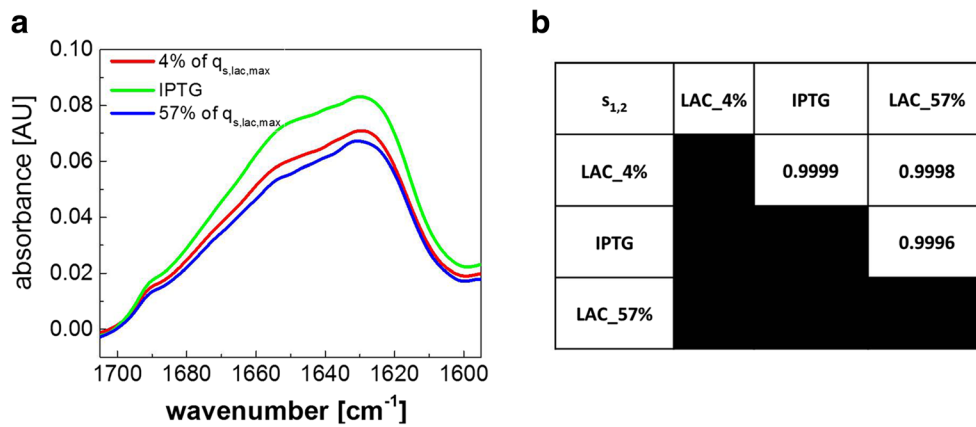 a
0.10
0.08
0.06
0.04
0.02
0.00
absorbance [AU]
4% of qs,lac,max
IPTG
57% of qs,lac,max
1700 1680 1660 1640 1620 1600
wavenumber [cm-1]
b
s1,2 LAC_4% IPTG LAC_57%
LAC_4% 0.9999 0.9998
IPTG 0.9996
LAC_57%